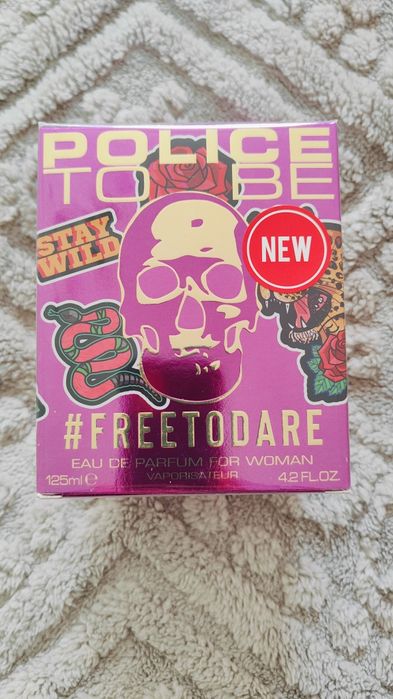 POLICE
TO BE
STAY
WILD
NEW
#FREETODARE
EAU DE PARFUM FOR WOMAN
VAPORISATEUR
125ml ℮
4.2 FL.OZ